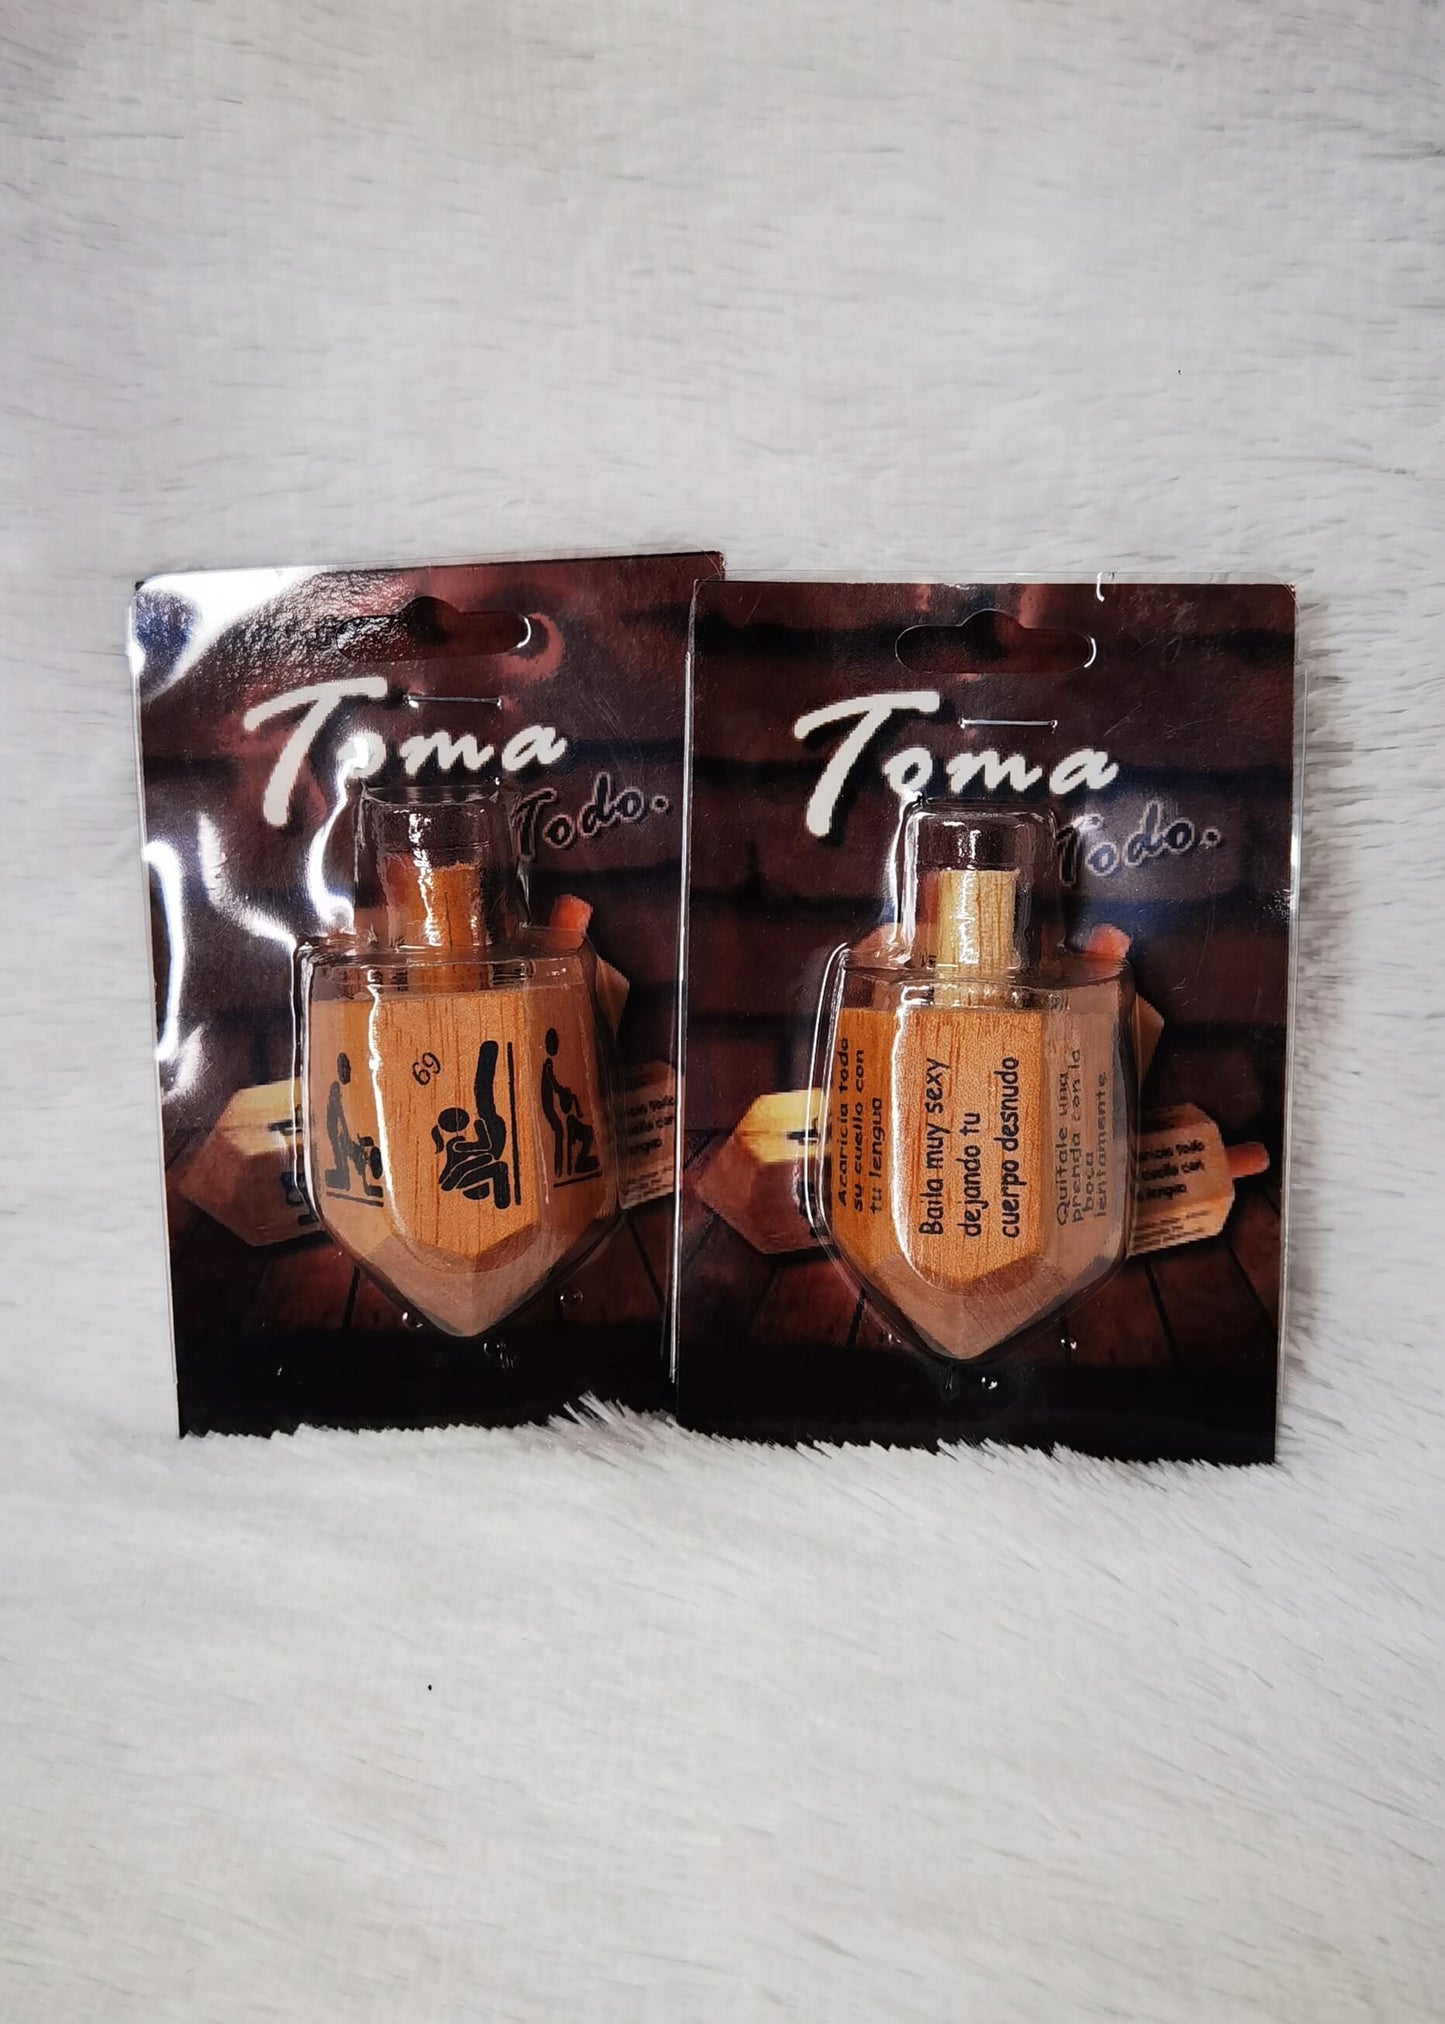 Toma
Todo.
69
Toma
Todo.
Acaricia todo
su cuello con
tu lengua
Baila muy sexy
dejando tu
cuerpo desnudo
Quitale una
prenda con la
boca
lentamente